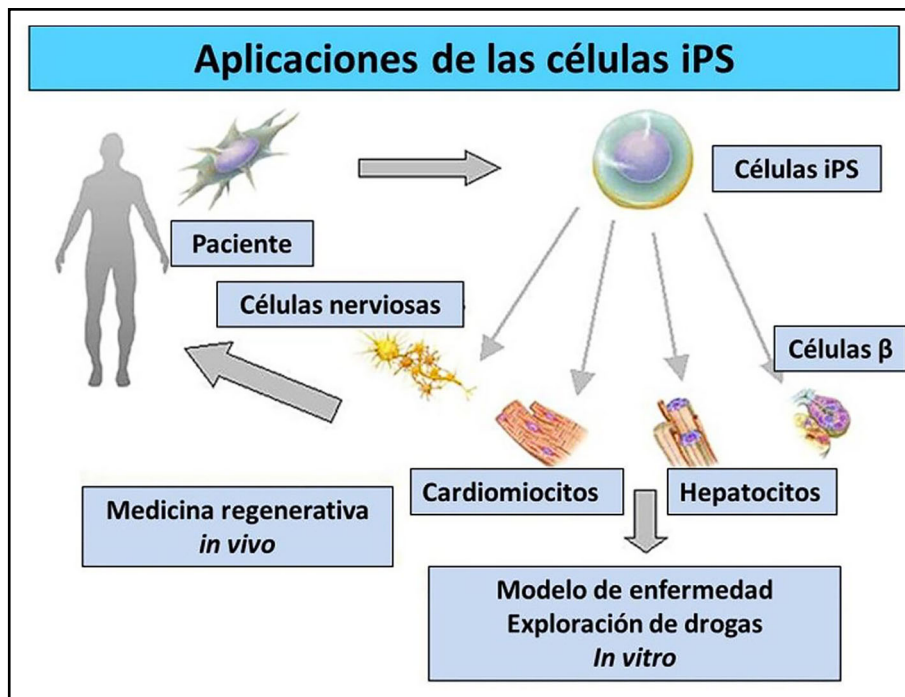 Aplicaciones de las células iPS
Células iPS
Paciente
Células nerviosas
Células β
Cardiomiocitos
Hepatocitos
Medicina regenerativa
in vivo
Modelo de enfermedad
Exploración de drogas
In vitro